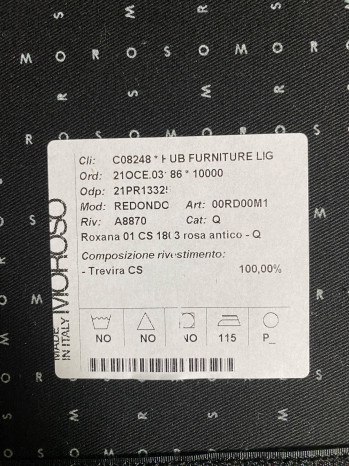 Cli: C08248 * HUB FURNITURE LIG
Ord: 21OCE.03 86 * 10000
Odp: 21PR1332
Mod: REDONDO Art: 00RD00M1
Riv: A8870 Cat: Q
Roxana 01 CS 18 3 rosa antico - Q
Composizione rivestimento:
- Trevira CS 100,00%
NO NO NO 115 P_
MADE
IN ITALY
MOROSO